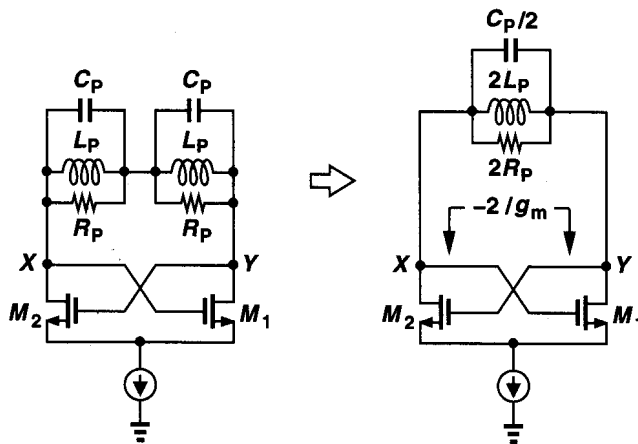 C_P C_P
L_P L_P
R_P R_P
X Y
M_2 M_1
C_P/2
2L_P
2R_P
-2/g_m
X Y
M_2 M